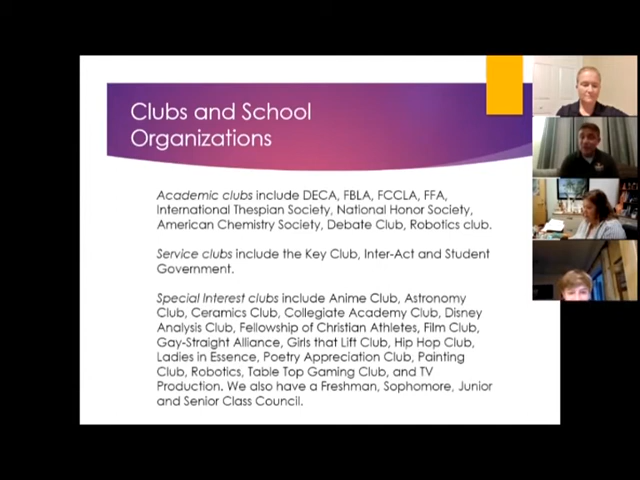 Clubs and School
Organizations
Academic clubs include DECA, FBLA, FCCLA, FFA,
International Thespian Society, National Honor Society,
American Chemistry Society, Debate Club, Robotics club.
Service clubs include the Key Club, Inter-Act and Student
Government.
Special Interest clubs include Anime Club, Astronomy
Club, Ceramics Club, Collegiate Academy Club, Disney
Analysis Club, Fellowship of Christian Athletes, Film Club,
Gay-Straight Alliance, Girls that Lift Club, Hip Hop Club,
Ladies in Essence, Poetry Appreciation Club, Painting
Club, Robotics, Table Top Gaming Club, and TV
Production. We also have a Freshman, Sophomore, Junior
and Senior Class Council.